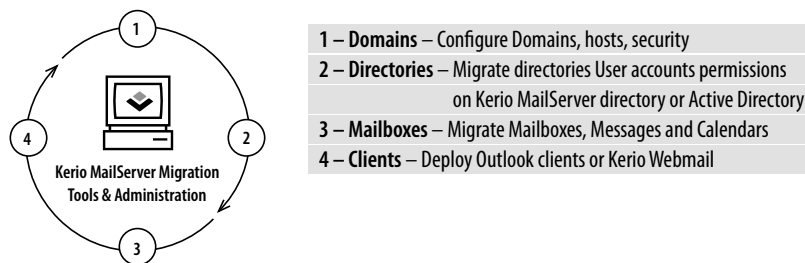 1
2
3
4
Kerio MailServer Migration
Tools & Administration
1 – Domains – Configure Domains, hosts, security
2 – Directories – Migrate directories User accounts permissions
on Kerio MailServer directory or Active Directory
3 – Mailboxes – Migrate Mailboxes, Messages and Calendars
4 – Clients – Deploy Outlook clients or Kerio Webmail